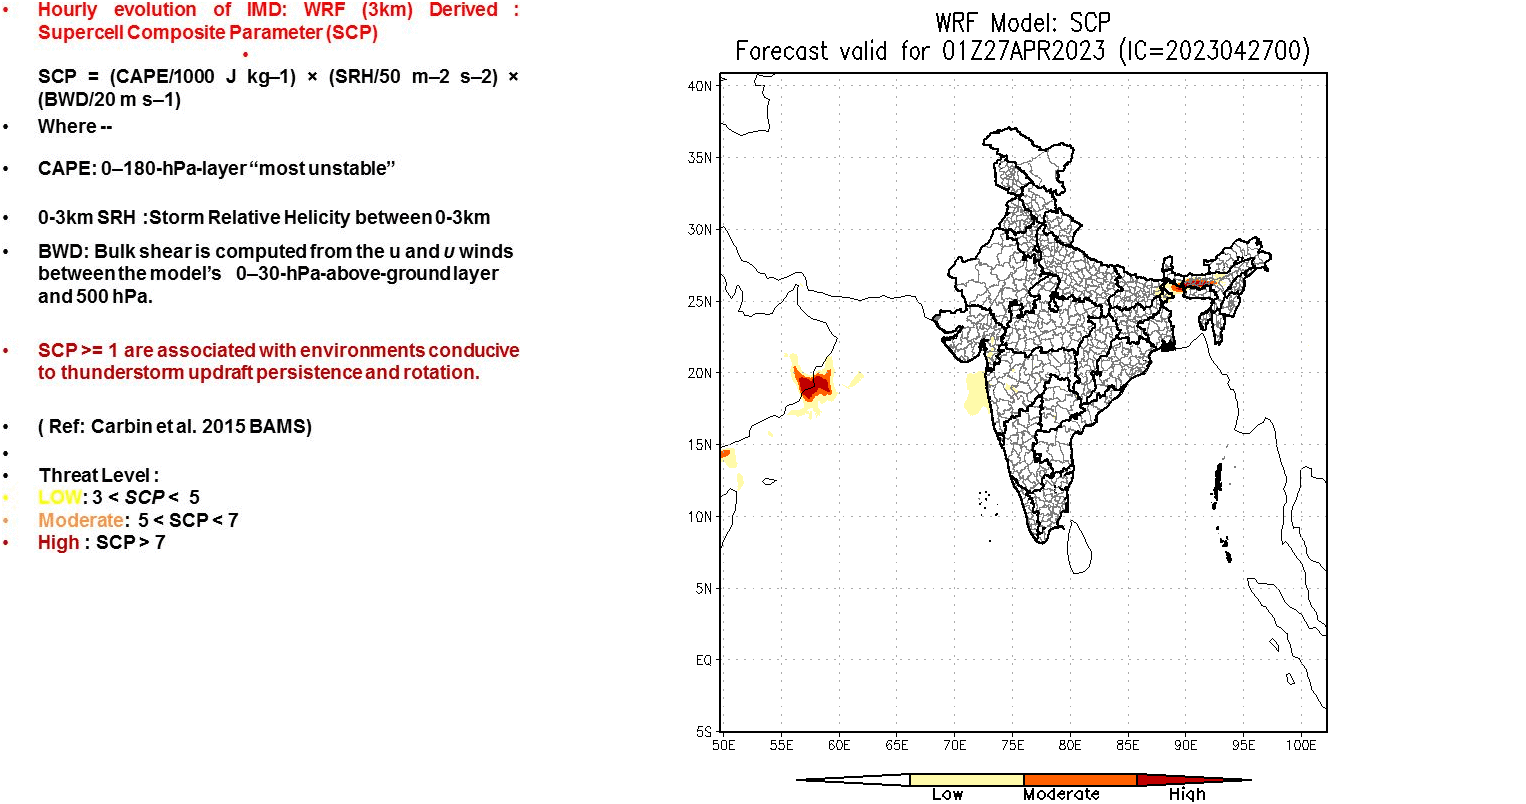 • Hourly evolution of IMD: WRF (3km) Derived :
Supercell Composite Parameter (SCP)
•
SCP = (CAPE/1000 J kg–1) × (SRH/50 m–2 s–2) ×
(BWD/20 m s–1)
• Where --
• CAPE: 0–180-hPa-layer “most unstable”
• 0-3km SRH :Storm Relative Helicity between 0-3km
• BWD: Bulk shear is computed from the u and υ winds
between the model’s 0–30-hPa-above-ground layer
and 500 hPa.
• SCP >= 1 are associated with environments conducive
to thunderstorm updraft persistence and rotation.
• ( Ref: Carbin et al. 2015 BAMS)
•
• Threat Level :
• LOW: 3 < SCP < 5
• Moderate: 5 < SCP < 7
• High : SCP > 7
WRF Model: SCP
Forecast valid for 01Z27APR2023 (IC=2023042700)
40N
35N
30N
25N
20N
15N
10N
5N
EQ
5S
50E 55E 60E 65E 70E 75E 80E 85E 90E 95E 100E
Low Moderate High